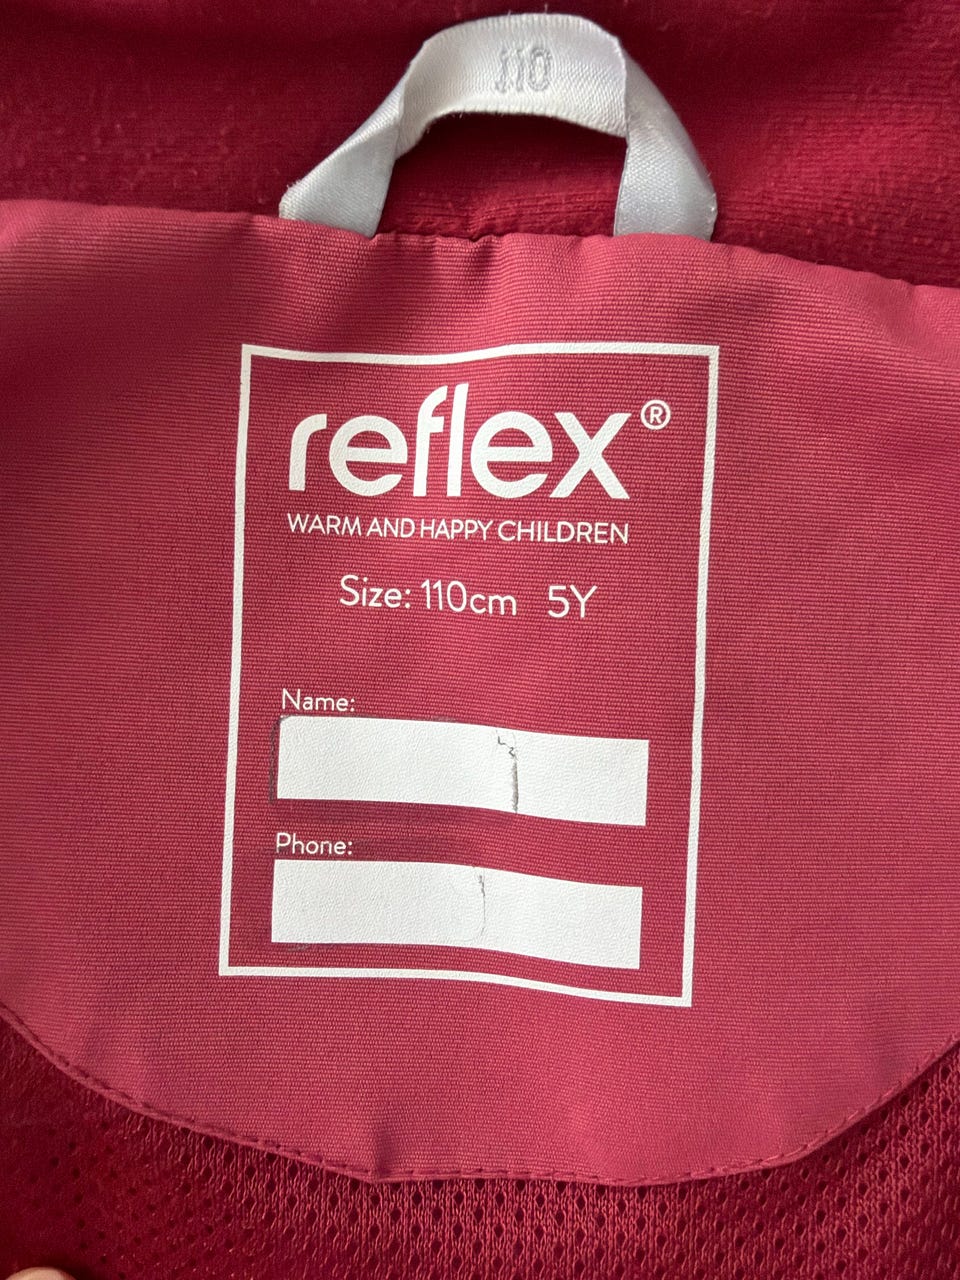 110
reflex®
WARM AND HAPPY CHILDREN
Size: 110cm 5Y
Name:
Phone: